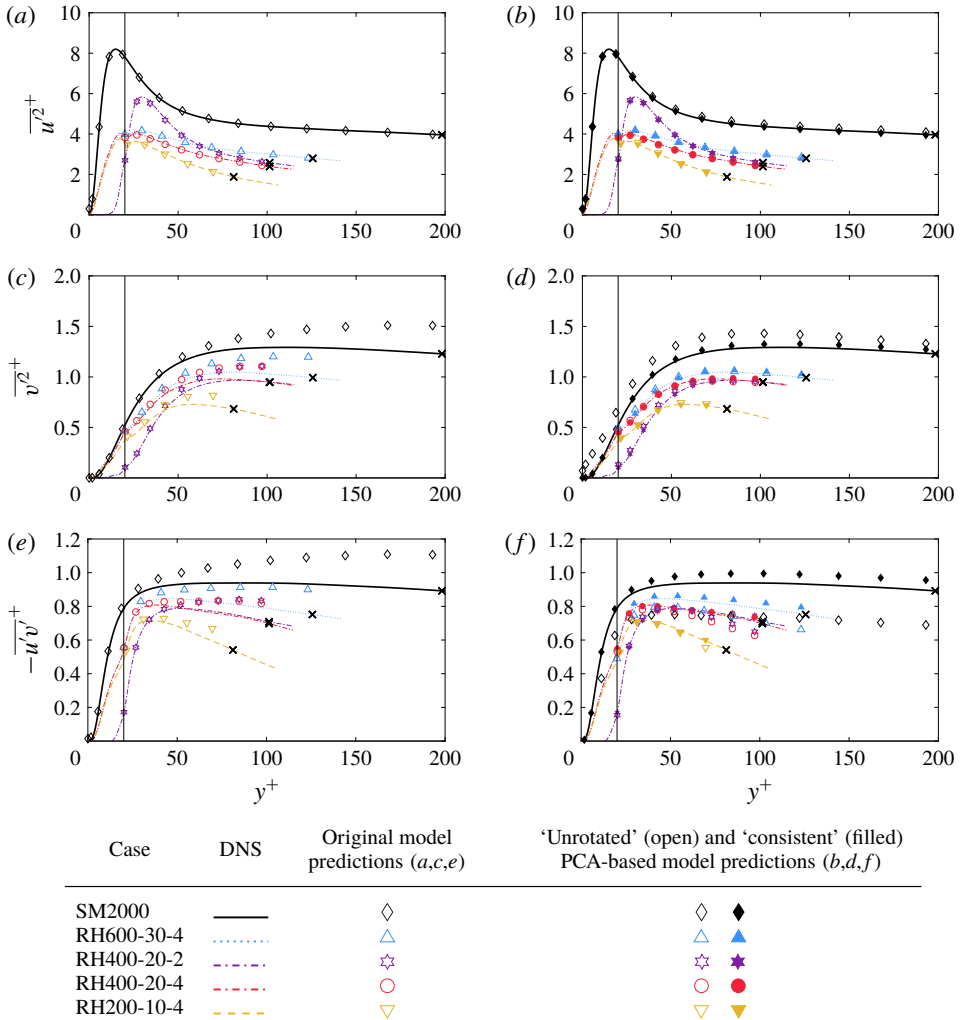 (a)
(b)
10
8
6
4
2
0
50
100
150
200
10
8
6
4
2
0
50
100
150
200
u′²⁺
(c)
(d)
2.0
1.5
1.0
0.5
0
50
100
150
200
2.0
1.5
1.0
0.5
0
50
100
150
200
v′²⁺
(e)
(f)
1.2
1.0
0.8
0.6
0.4
0.2
0
50
100
150
200
1.2
1.0
0.8
0.6
0.4
0.2
0
50
100
150
200
−u′v′⁺
y⁺
y⁺
Case
DNS
Original model
predictions (a,c,e)
‘Unrotated’ (open) and ‘consistent’ (filled)
PCA-based model predictions (b,d,f)
SM2000
RH600-30-4
RH400-20-2
RH400-20-4
RH200-10-4